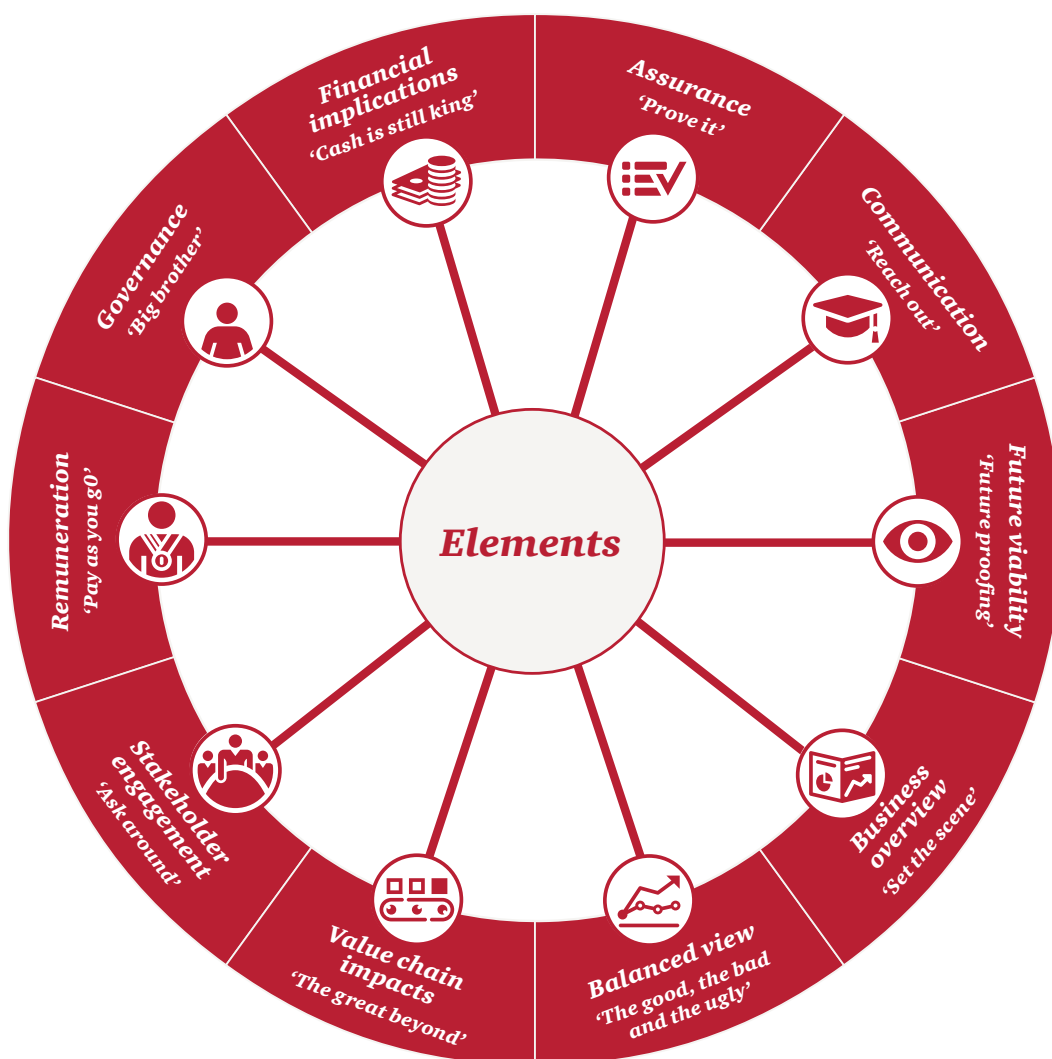 Financial
implications
‘Cash is still king’
Assurance
‘Prove it’
Communication
‘Reach out’
Future viability
‘Future proofing’
Business
overview
‘Set the scene’
Balanced view
‘The good, the bad
and the ugly’
Value chain
impacts
‘The great beyond’
Stakeholder
engagement
‘Ask around’
Remuneration
‘Pay as you g0’
Governance
‘Big brother’
Elements